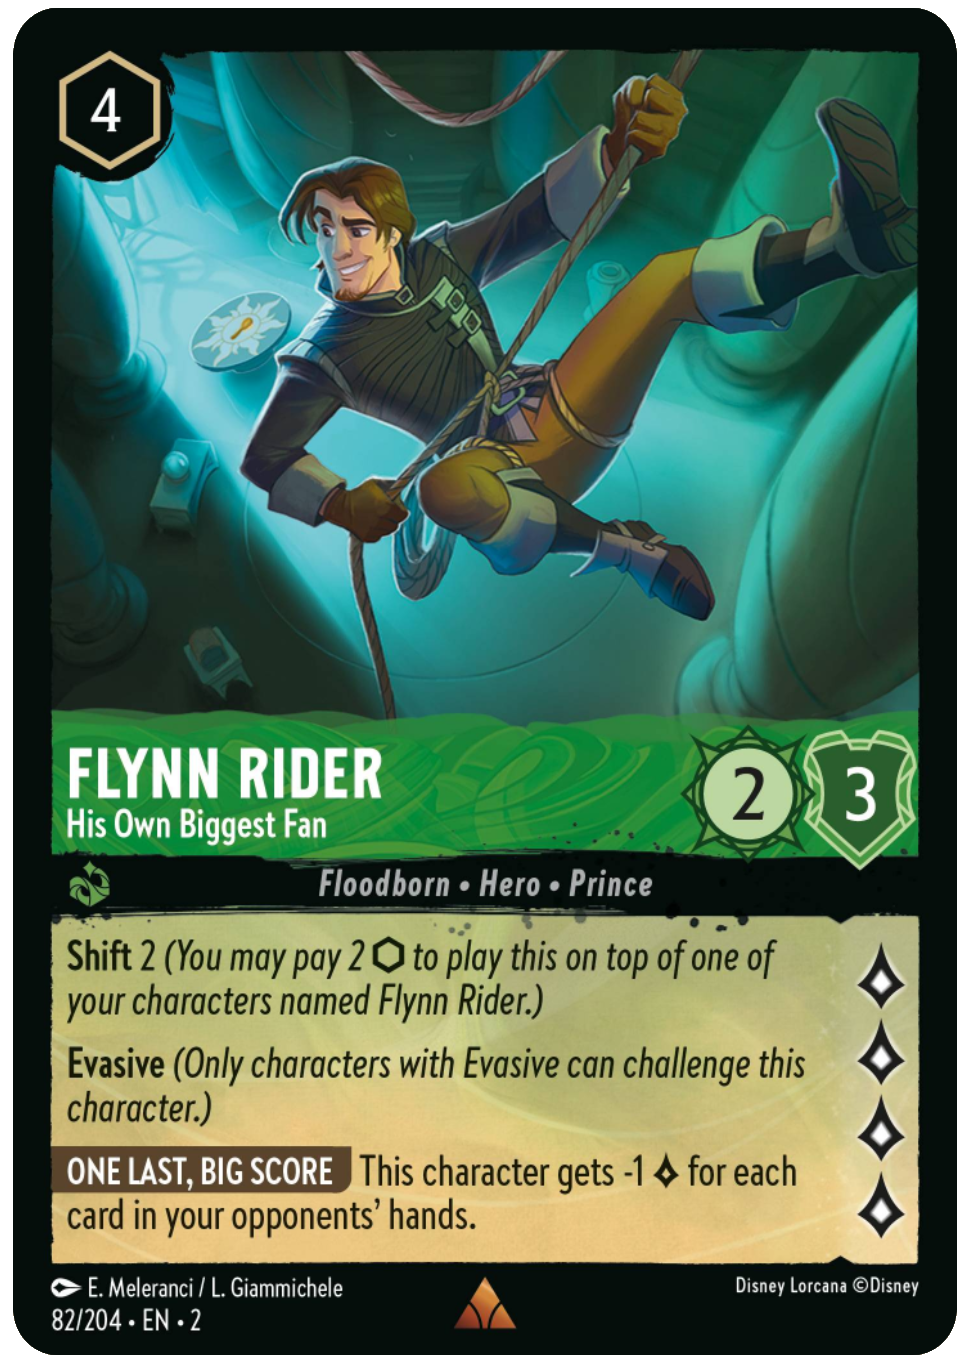 4
FLYNN RIDER
His Own Biggest Fan
2
3
Floodborn • Hero • Prince
Shift 2 (You may pay 2 ⬡ to play this on top of one of
your characters named Flynn Rider.)
Evasive (Only characters with Evasive can challenge this
character.)
ONE LAST, BIG SCORE This character gets -1 ◊ for each
card in your opponents' hands.
E. Meleranci / L. Giammichele
Disney Lorcana ©Disney
82/204 • EN • 2